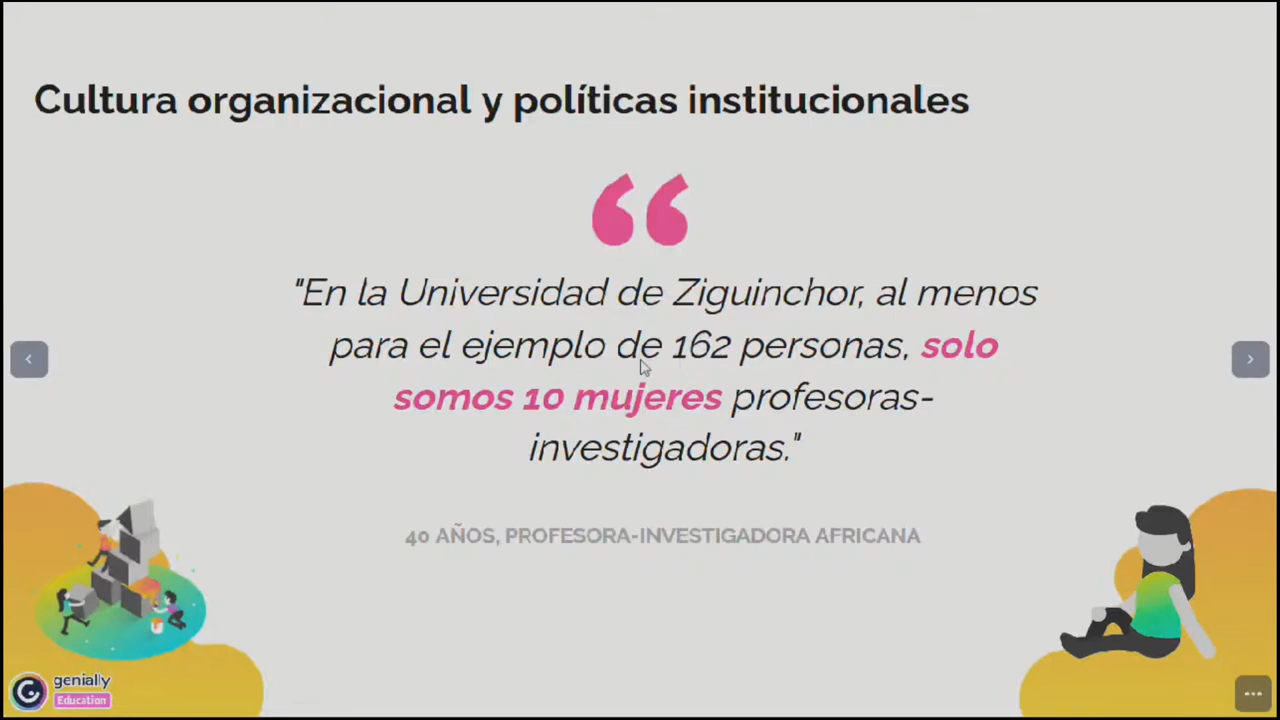 Cultura organizacional y políticas institucionales
“
"En la Universidad de Ziguinchor, al menos
para el ejemplo de 162 personas, solo
somos 10 mujeres profesoras-
investigadoras."
40 AÑOS, PROFESORA-INVESTIGADORA AFRICANA
genially
Education